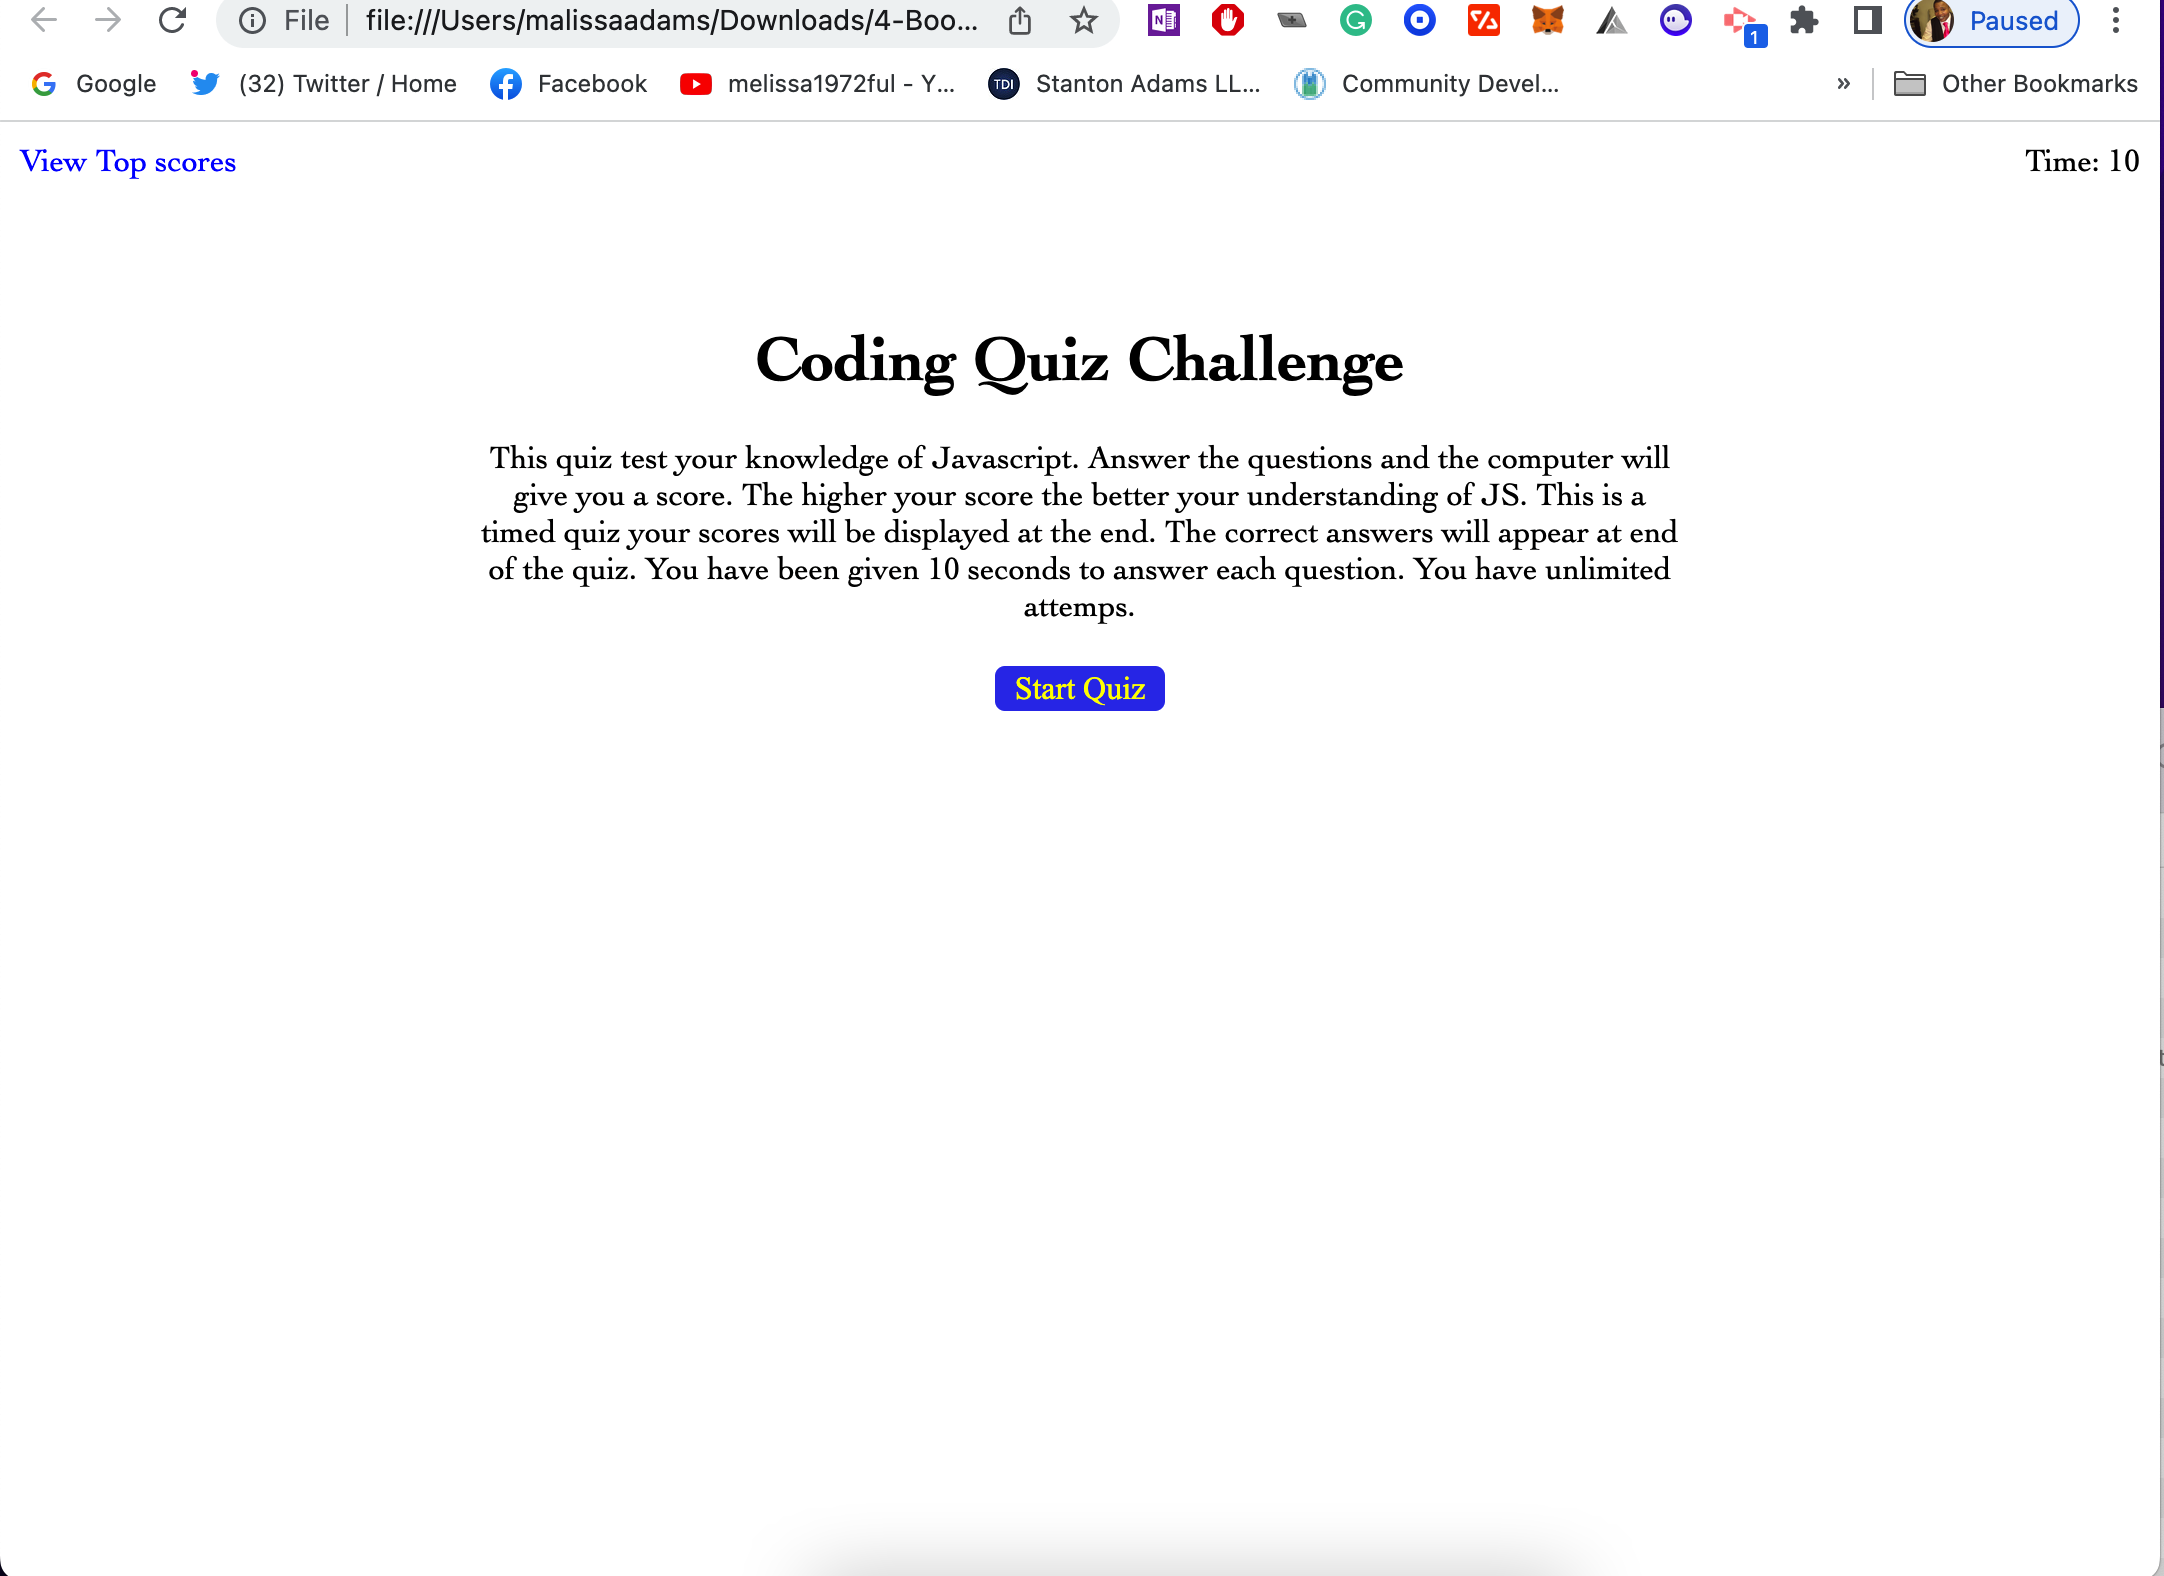 File file:///Users/malissaadams/Downloads/4-Boo... 1 Paused
Google (32) Twitter / Home Facebook melissa1972ful - Y... TDI Stanton Adams LL... Community Devel... » Other Bookmarks
View Top scores Time: 10
Coding Quiz Challenge
This quiz test your knowledge of Javascript. Answer the questions and the computer will
give you a score. The higher your score the better your understanding of JS. This is a
timed quiz your scores will be displayed at the end. The correct answers will appear at end
of the quiz. You have been given 10 seconds to answer each question. You have unlimited
attemps.
Start Quiz